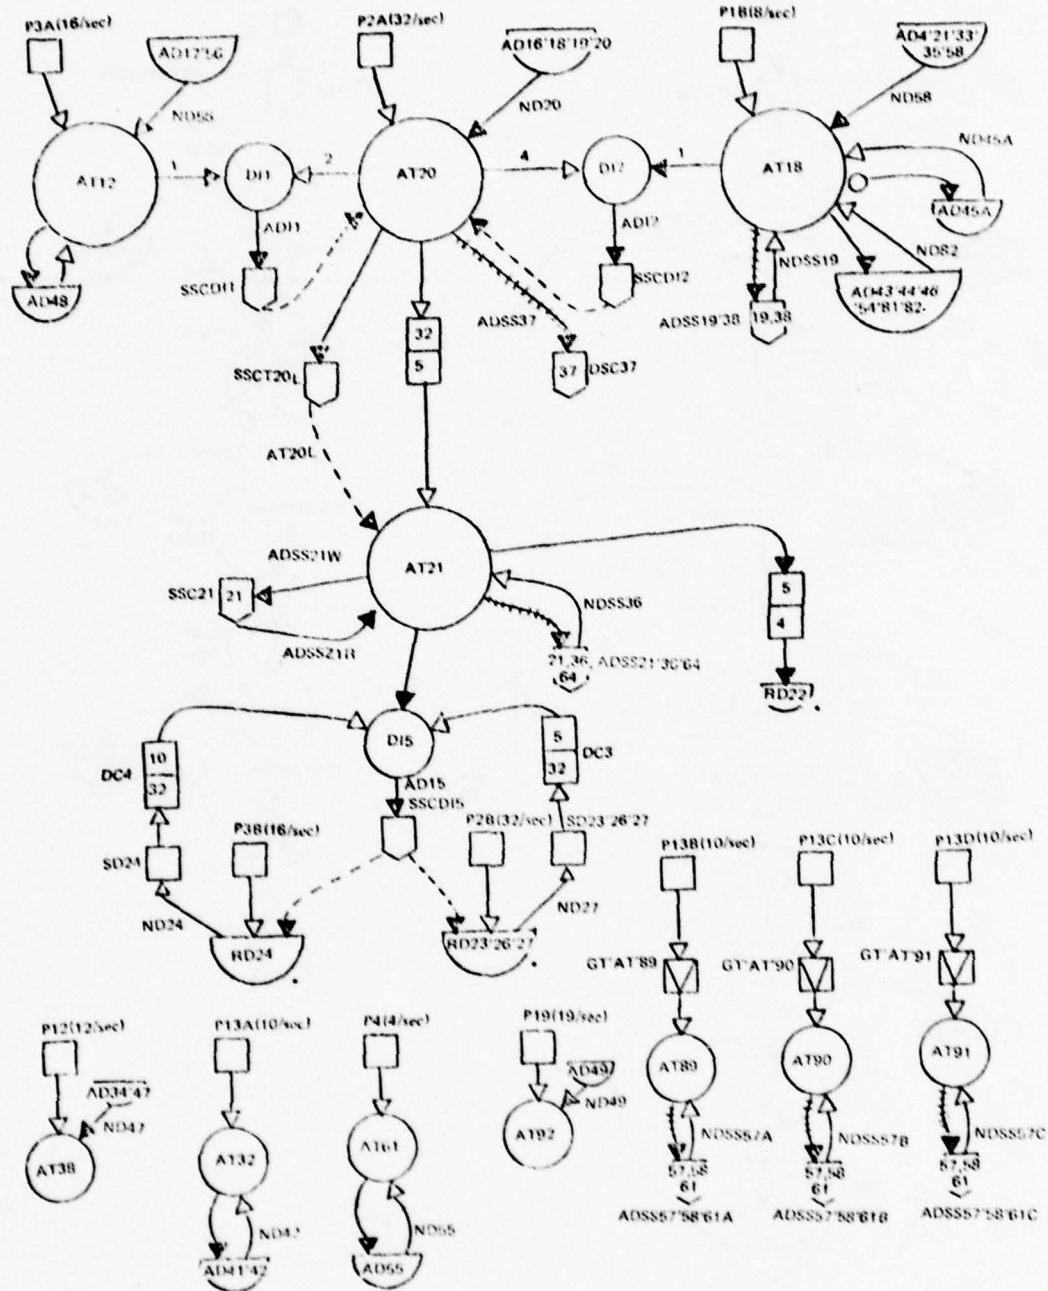 P3A(16/sec)
P2A(32/sec)
P1B(8/sec)
AD17'56
AD16'18'19'20
AD4'21'33'
35'58
ND56
ND20
ND58
ND45A
AT12
1
DI1
2
AT20
4
DI2
1
AT18
AD45A
ADI1
ADI2
NDSS19
ND82
AD48
SSCDI1
SSCDI2
AD43'44'46
'54'81'82
ADSS37
ADSS19'38
19,38
32
5
SSCT20L
37
DSC37
AT20L
AT21
ADSS21W
SSC21
21
NDSS36
ADSS21R
5
4
21,36,
64
ADSS21'36'64
RD22
DI5
DC4
10
32
5
32
DC3
AD15
SSCDI5
P3B(16/sec)
P2B(32/sec)
SD23'26'27
P13B(10/sec)
P13C(10/sec)
P13D(10/sec)
SD24
ND24
ND27
RD24
RD23'26'27
GT'AT'89
GT'AT'90
GT'AT'91
P12(12/sec)
P13A(10/sec)
P4(4/sec)
P19(19/sec)
AT89
AT90
AT91
AD34'47
AD49
ND47
ND49
AT38
AT32
AT61
AT92
NDSS57A
NDSS57B
NDSS57C
57,58
61
57,58
61
57,58
61
ND42
ND55
AD41'42
AD55
ADSS57'58'61A
ADSS57'58'61B
ADSS57'58'61C